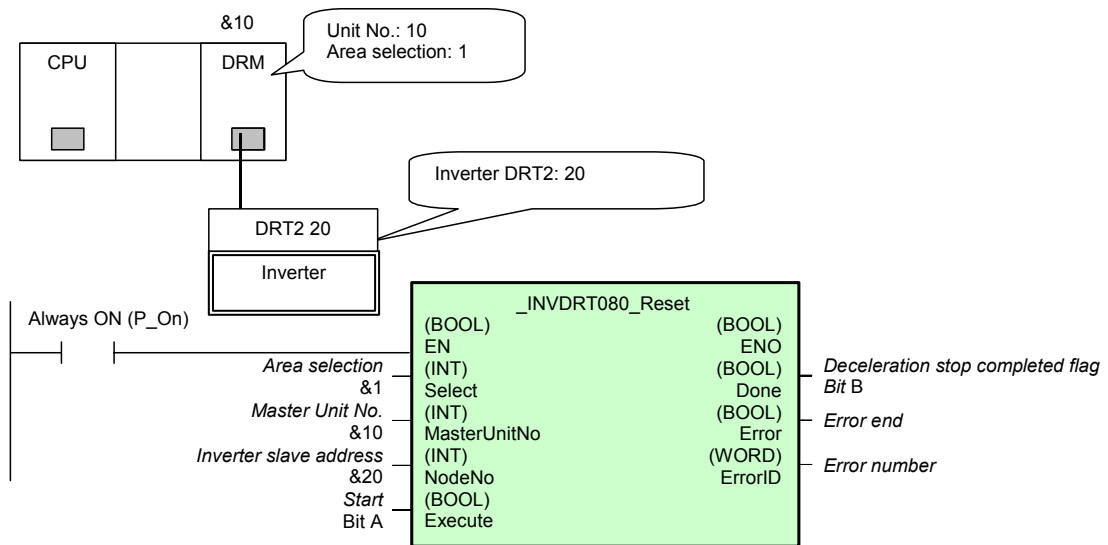 &10
Unit No.: 10
Area selection: 1
CPU
DRM
Inverter DRT2: 20
DRT2 20
Inverter
Always ON (P_On)
_INVDRT080_Reset
(BOOL)
EN
(BOOL)
ENO
Area selection
&1
(INT)
Select
(BOOL)
Done
Deceleration stop completed flag
Bit B
Master Unit No.
&10
(INT)
MasterUnitNo
(BOOL)
Error
Error end
Inverter slave address
&20
(INT)
NodeNo
(WORD)
ErrorID
Error number
Start
Bit A
(BOOL)
Execute